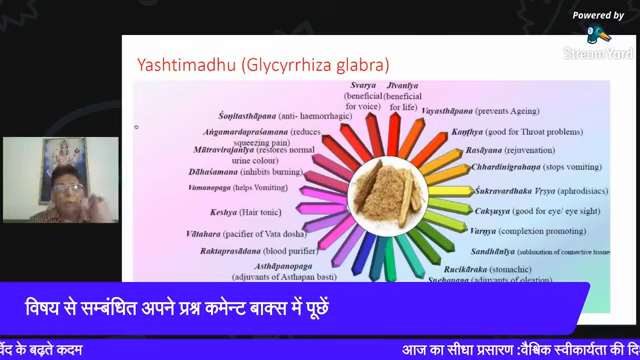 Powered by
StreamYard
Yashtimadhu (Glycyrrhiza glabra)
Svarya
(beneficial
for voice)
Jīvanīya
(beneficial
for life)
Śoṇitasthāpana (anti- haemorrhagic)
Vayasthāpana (prevents Ageing)
Aṅgamardapraśamana (reduces
squeezing pain)
Kaṇṭhya (good for Throat problems)
Mūtravirajanīya (restores normal
urine colour)
Rasāyana (rejuvenation)
Dāhaśamana (inhibits burning)
Chhardinigrahaṇa (stops vomiting)
Vamanopaga (helps Vomiting)
Śukravardhaka Vṛṣya (aphrodisiacs)
Keshya (Hair tonic)
Cakṣuṣya (good for eye/ eye sight)
Vātahara (pacifier of Vata dosha)
Varṇya (complexion promoting)
Raktaprasādana (blood purifier)
Sandhānīya (subluxation of connective tissues
Asthāpanopaga
(adjuvants of Asthapan basti)
Rucikāraka (stomachic)
Snehopaga (adjuvants of oleation)
विषय से सम्बंधित अपने प्रश्न कमेन्ट बाक्स में पूछें
र्वेद के बढ़ते कदम
आज का सीधा प्रसारण :वैश्विक स्वीकार्यता की दि